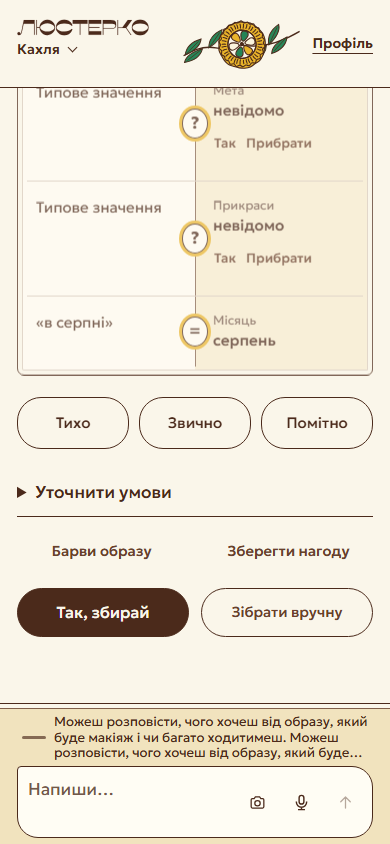 ЛЮСТЕРКО
Кахля
Профіль
Типове значення
Мета
невідомо
?
Так Прибрати
Типове значення
Прикраси
невідомо
?
Так Прибрати
«в серпні»
=
Місяць
серпень
Тихо
Звично
Помітно
Уточнити умови
Барви образу
Зберегти нагоду
Так, збирай
Зібрати вручну
Можеш розповісти, чого хочеш від образу, який
буде макіяж і чи багато ходитимеш. Можеш
розповісти, чого хочеш від образу, який буде…
Напиши…